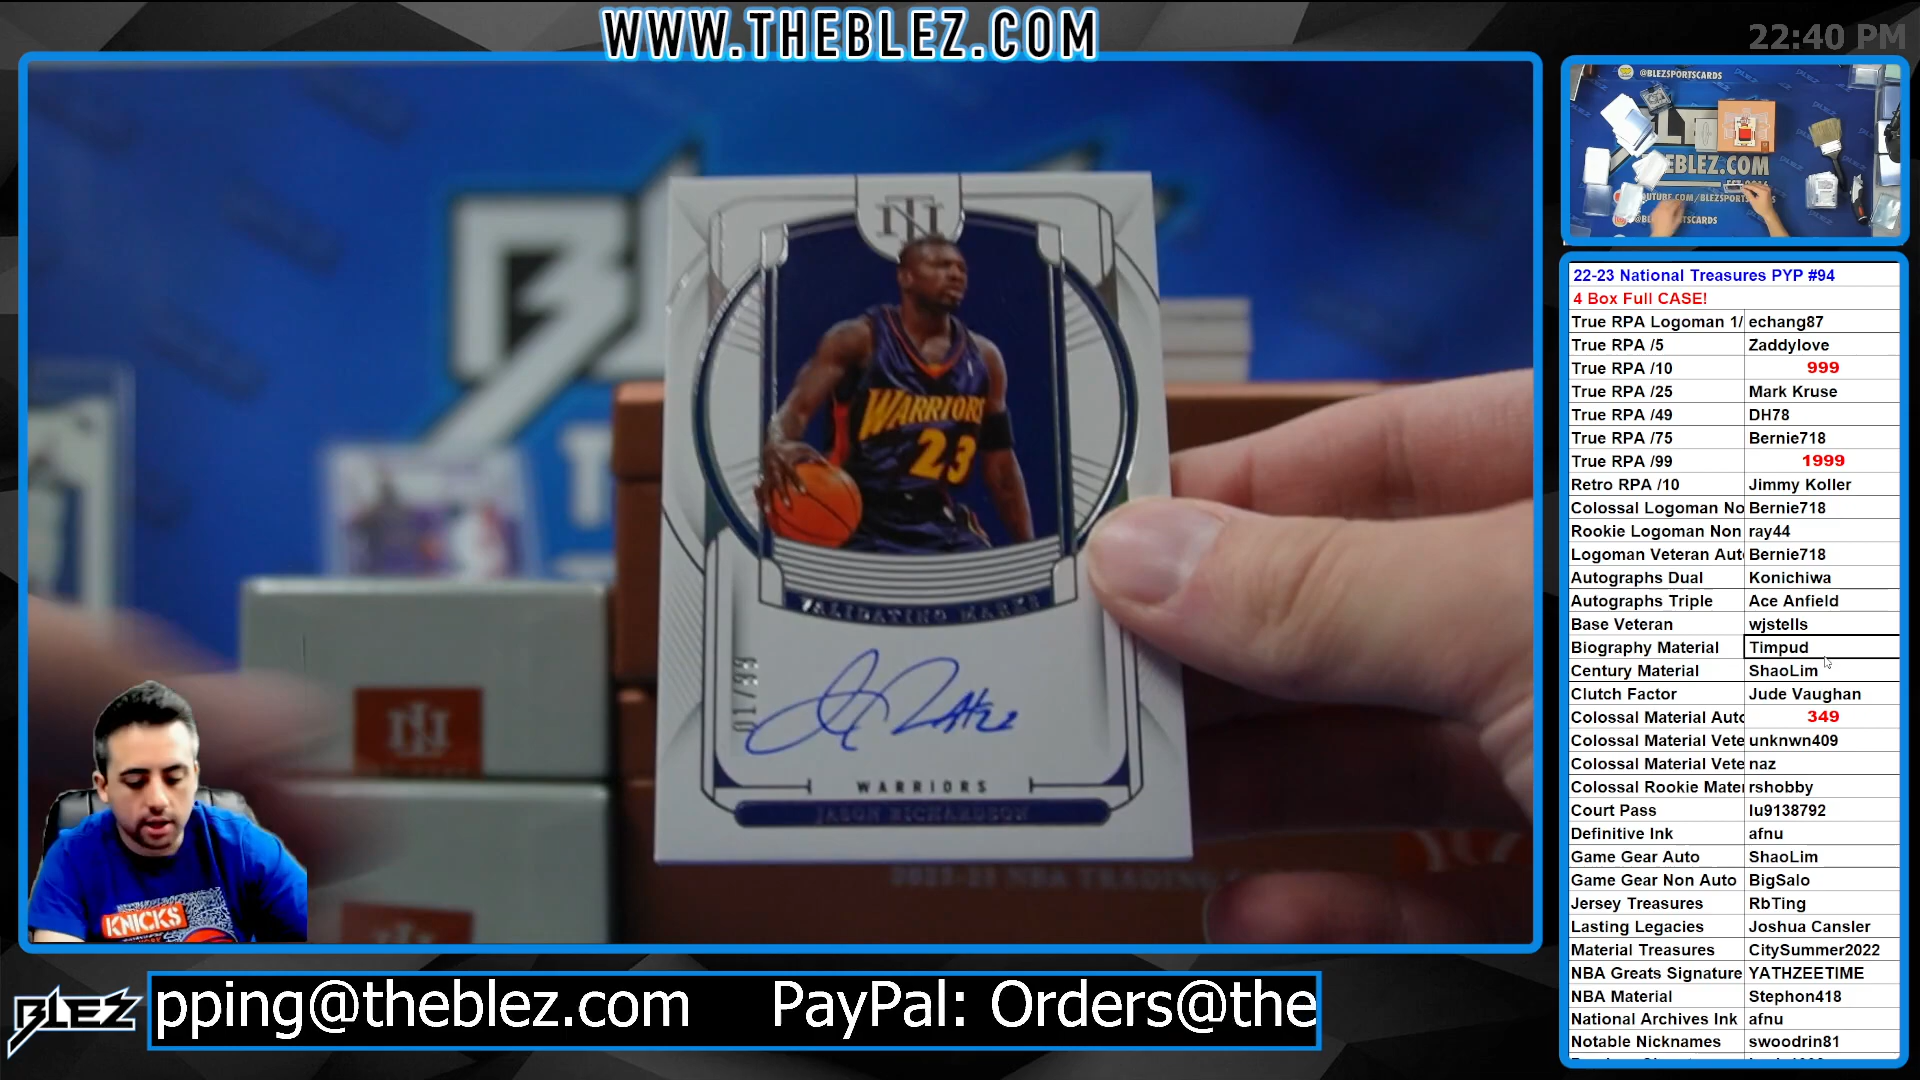 WWW.THEBLEZ.COM
22:40 PM
@BLEZSPORTSCARDS
THEBLEZ.COM
WARRIORS
23
VALIDATING MARKS
01/99
WARRIORS
JASON RICHARDSON
KNICKS
BLEZ
pping@theblez.com PayPal: Orders@the
22-23 National Treasures PYP #94
4 Box Full CASE!
True RPA Logoman 1/ echang87
True RPA /5 Zaddylove
True RPA /10 999
True RPA /25 Mark Kruse
True RPA /49 DH78
True RPA /75 Bernie718
True RPA /99 1999
Retro RPA /10 Jimmy Koller
Colossal Logoman No Bernie718
Rookie Logoman Non ray44
Logoman Veteran Aut Bernie718
Autographs Dual Konichiwa
Autographs Triple Ace Anfield
Base Veteran wjstells
Biography Material Timpud
Century Material ShaoLim
Clutch Factor Jude Vaughan
Colossal Material Auto 349
Colossal Material Vete unknwn409
Colossal Material Vete naz
Colossal Rookie Mater rshobby
Court Pass lu9138792
Definitive Ink afnu
Game Gear Auto ShaoLim
Game Gear Non Auto BigSalo
Jersey Treasures RbTing
Lasting Legacies Joshua Cansler
Material Treasures CitySummer2022
NBA Greats Signature YATHZEETIME
NBA Material Stephon418
National Archives Ink afnu
Notable Nicknames swoodrin81